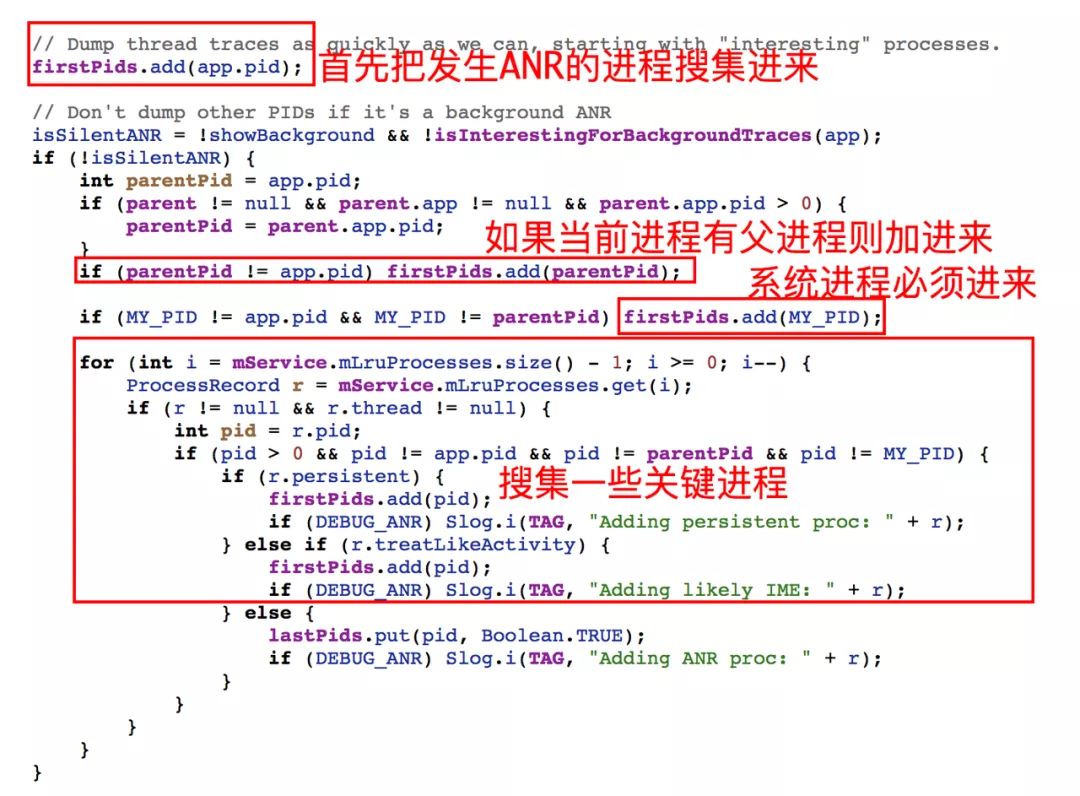 // Dump thread traces as quickly as we can, starting with "interesting" processes.
firstPids.add(app.pid); 首先把发生ANR的进程搜集进来
// Don't dump other PIDs if it's a background ANR
isSilentANR = !showBackground && !isInterestingForBackgroundTraces(app);
if (!isSilentANR) {
int parentPid = app.pid;
if (parent != null && parent.app != null && parent.app.pid > 0) {
parentPid = parent.app.pid;
} 如果当前进程有父进程则加进来
if (parentPid != app.pid) firstPids.add(parentPid);
系统进程必须进来
if (MY_PID != app.pid && MY_PID != parentPid) firstPids.add(MY_PID);
for (int i = mService.mLruProcesses.size() - 1; i >= 0; i--) {
ProcessRecord r = mService.mLruProcesses.get(i);
if (r != null && r.thread != null) {
int pid = r.pid;
if (pid > 0 && pid != app.pid && pid != parentPid && pid != MY_PID) {
if (r.persistent) {
firstPids.add(pid); 搜集一些关键进程
if (DEBUG_ANR) Slog.i(TAG, "Adding persistent proc: " + r);
} else if (r.treatLikeActivity) {
firstPids.add(pid);
if (DEBUG_ANR) Slog.i(TAG, "Adding likely IME: " + r);
} else {
lastPids.put(pid, Boolean.TRUE);
if (DEBUG_ANR) Slog.i(TAG, "Adding ANR proc: " + r);
}
}
}
}
}